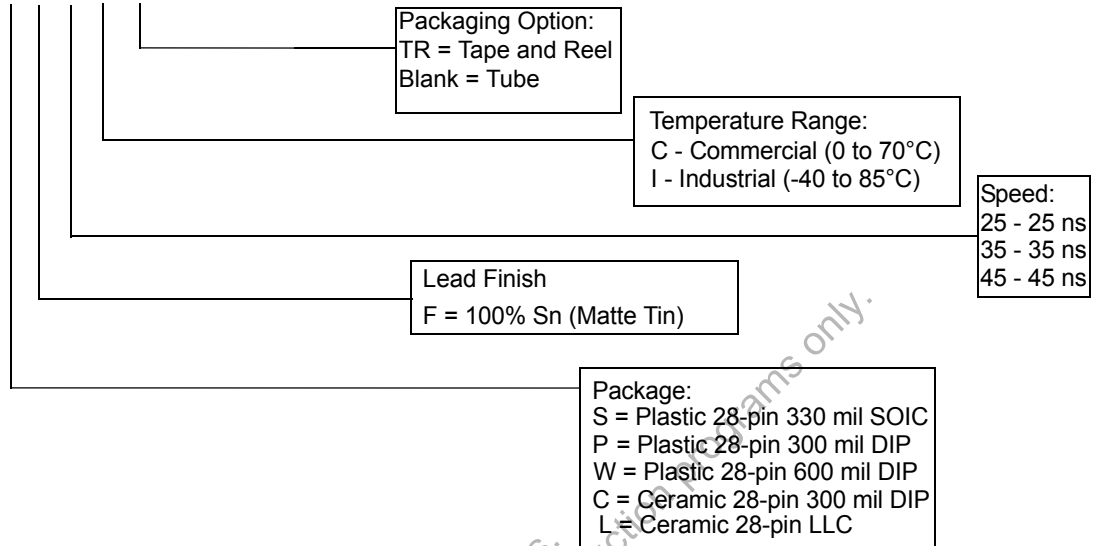 Packaging Option:
TR = Tape and Reel
Blank = Tube
Temperature Range:
C - Commercial (0 to 70°C)
I - Industrial (-40 to 85°C)
Speed:
25 - 25 ns
35 - 35 ns
45 - 45 ns
Lead Finish
F = 100% Sn (Matte Tin)
Package:
S = Plastic 28-pin 330 mil SOIC
P = Plastic 28-pin 300 mil DIP
W = Plastic 28-pin 600 mil DIP
C = Ceramic 28-pin 300 mil DIP
L = Ceramic 28-pin LLC
programs only.